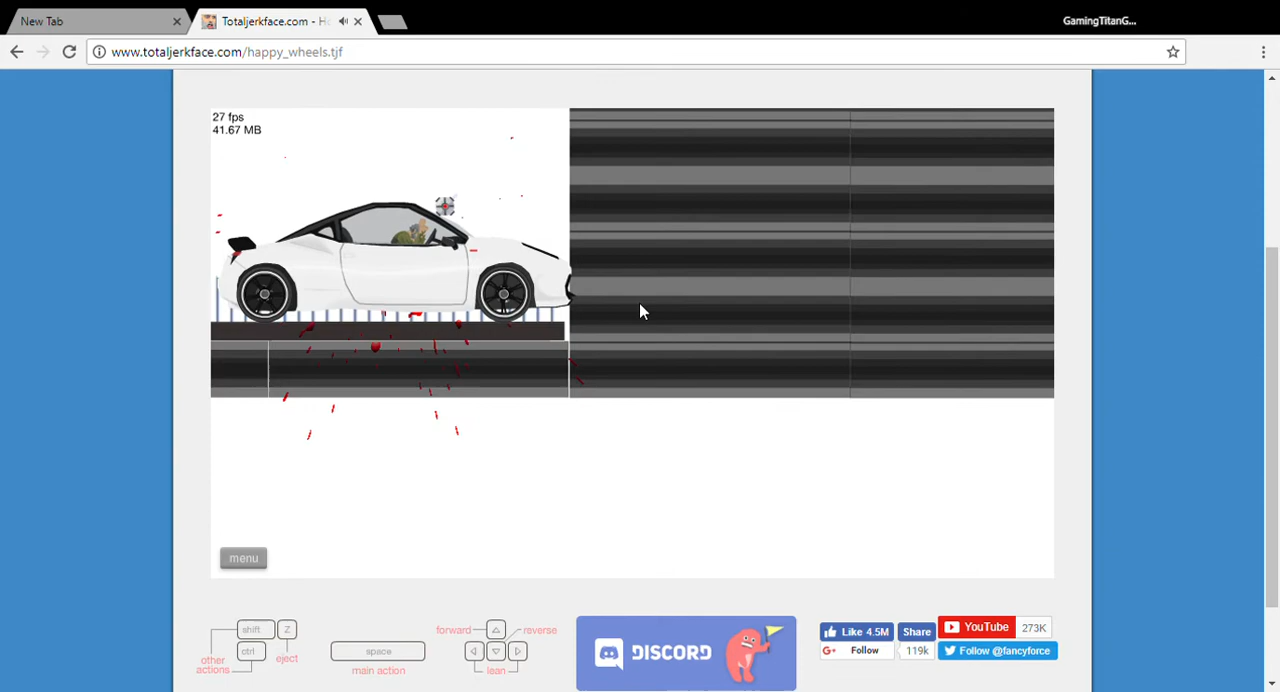 GamingTitanG...
New Tab
Totaljerkface.com - H
www.totaljerkface.com/happy_wheels.tjf
27 fps
41.67 MB
menu
shift
Z
ctrl
other
actions
eject
space
main action
forward
reverse
lean
DISCORD
Like 4.5M
Share
YouTube
273K
G+ Follow
119k
Follow @fancyforce